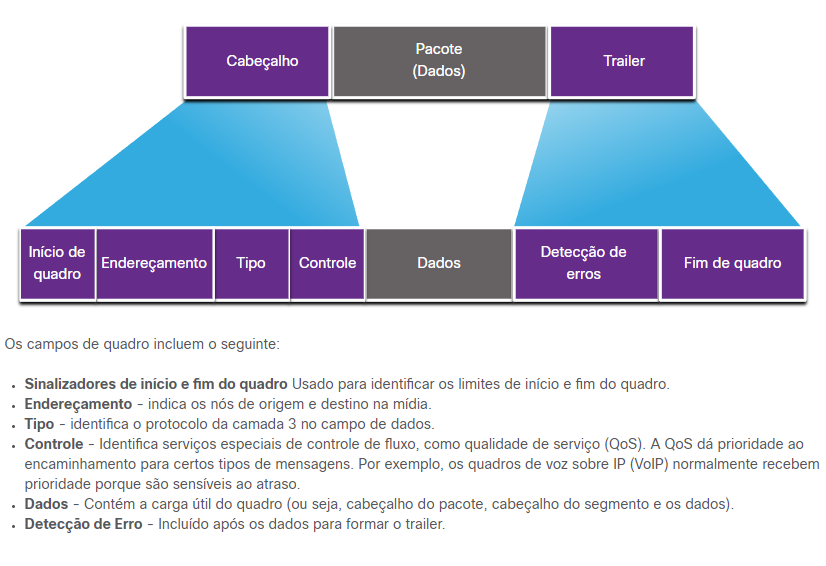 Cabeçalho
Pacote
(Dados)
Trailer
Início de
quadro
Endereçamento
Tipo
Controle
Dados
Detecção de
erros
Fim de quadro
Os campos de quadro incluem o seguinte:
• Sinalizadores de início e fim do quadro Usado para identificar os limites de início e fim do quadro.
• Endereçamento - indica os nós de origem e destino na mídia.
• Tipo - identifica o protocolo da camada 3 no campo de dados.
• Controle - Identifica serviços especiais de controle de fluxo, como qualidade de serviço (QoS). A QoS dá prioridade ao
encaminhamento para certos tipos de mensagens. Por exemplo, os quadros de voz sobre IP (VoIP) normalmente recebem
prioridade porque são sensíveis ao atraso.
• Dados - Contém a carga útil do quadro (ou seja, cabeçalho do pacote, cabeçalho do segmento e os dados).
• Detecção de Erro - Incluído após os dados para formar o trailer.